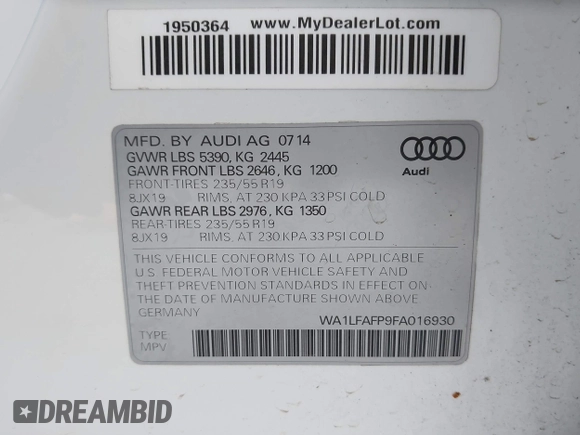 1950364 www.MyDealerLot.com
MFD. BY AUDI AG 07 14
GVWR LBS 5390, KG 2445
GAWR FRONT LBS 2646, KG 1200
FRONT-TIRES 235/55 R19
8JX19 RIMS, AT 230 KPA 33 PSI COLD
GAWR REAR LBS 2976, KG 1350
REAR-TIRES 235/55 R19
8JX19 RIMS, AT 230 KPA 33 PSI COLD
Audi
THIS VEHICLE CONFORMS TO ALL APPLICABLE
U.S. FEDERAL MOTOR VEHICLE SAFETY AND
THEFT PREVENTION STANDARDS IN EFFECT ON
THE DATE OF MANUFACTURE SHOWN ABOVE
GERMANY
WA1LFAFP9FA016930
TYPE
MPV
DREAMBID